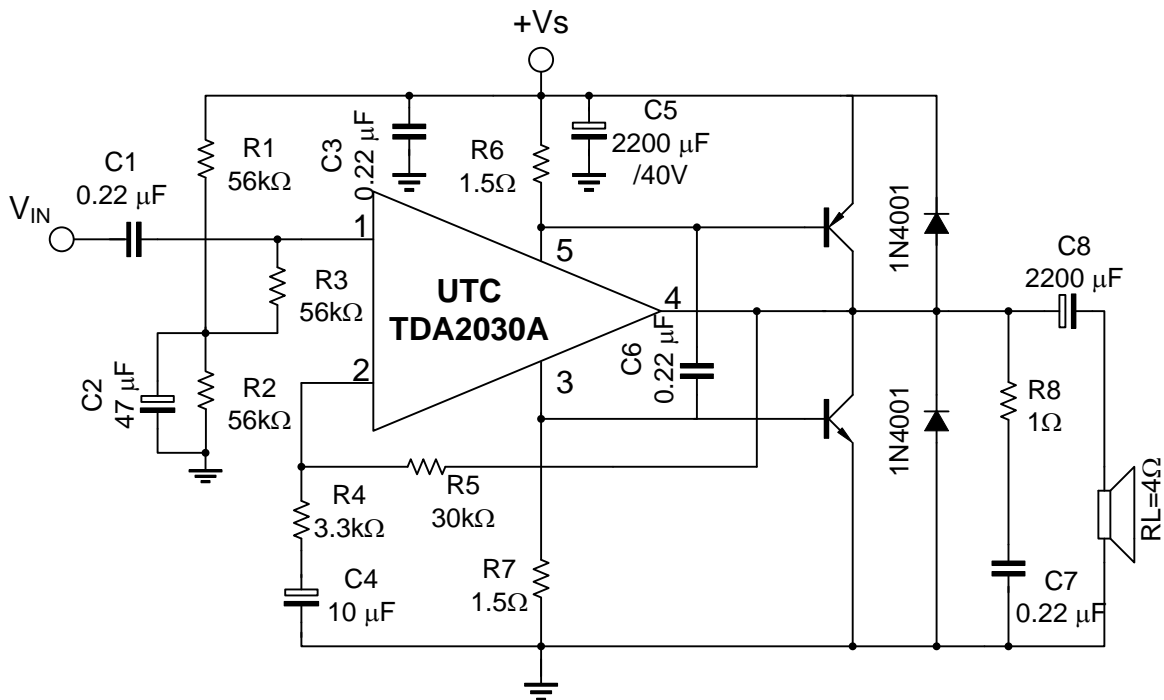 +Vs
C1
0.22 μF
R1
56kΩ
C3
0.22 μF
R6
1.5Ω
C5
2200 μF
/40V
VIN
1
R3
56kΩ
UTC
TDA2030A
5
4
1N4001
C8
2200 μF
C2
47 μF
R2
56kΩ
2
3
C6
0.22 μF
1N4001
R8
1Ω
R4
3.3kΩ
R5
30kΩ
RL=4Ω
C4
10 μF
R7
1.5Ω
C7
0.22 μF